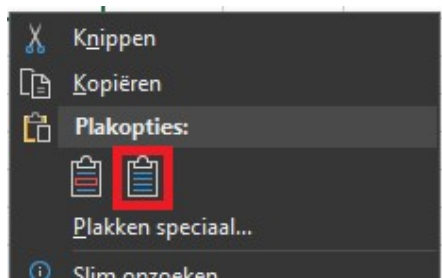 Knippen
Kopiëren
Plakopties:
Plakken speciaal...
Slim opzoeken